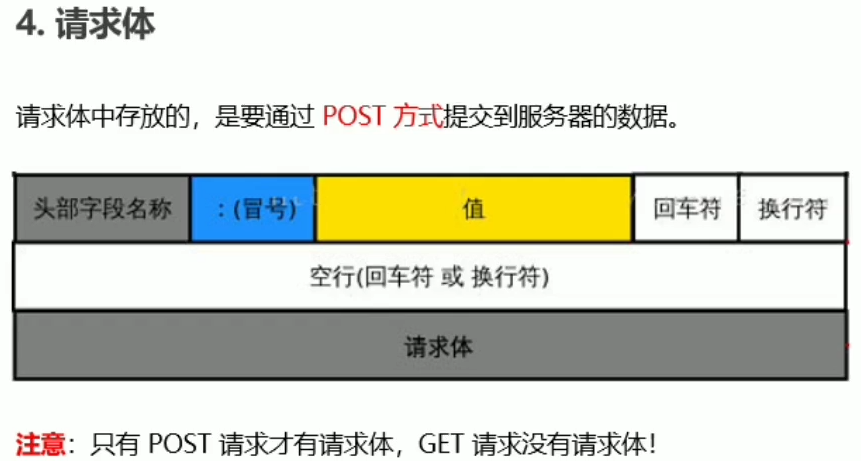 4. 请求体
请求体中存放的，是要通过 POST 方式提交到服务器的数据。
头部字段名称 : (冒号) 值 回车符 换行符
空行(回车符 或 换行符)
请求体
注意：只有 POST 请求才有请求体，GET 请求没有请求体！